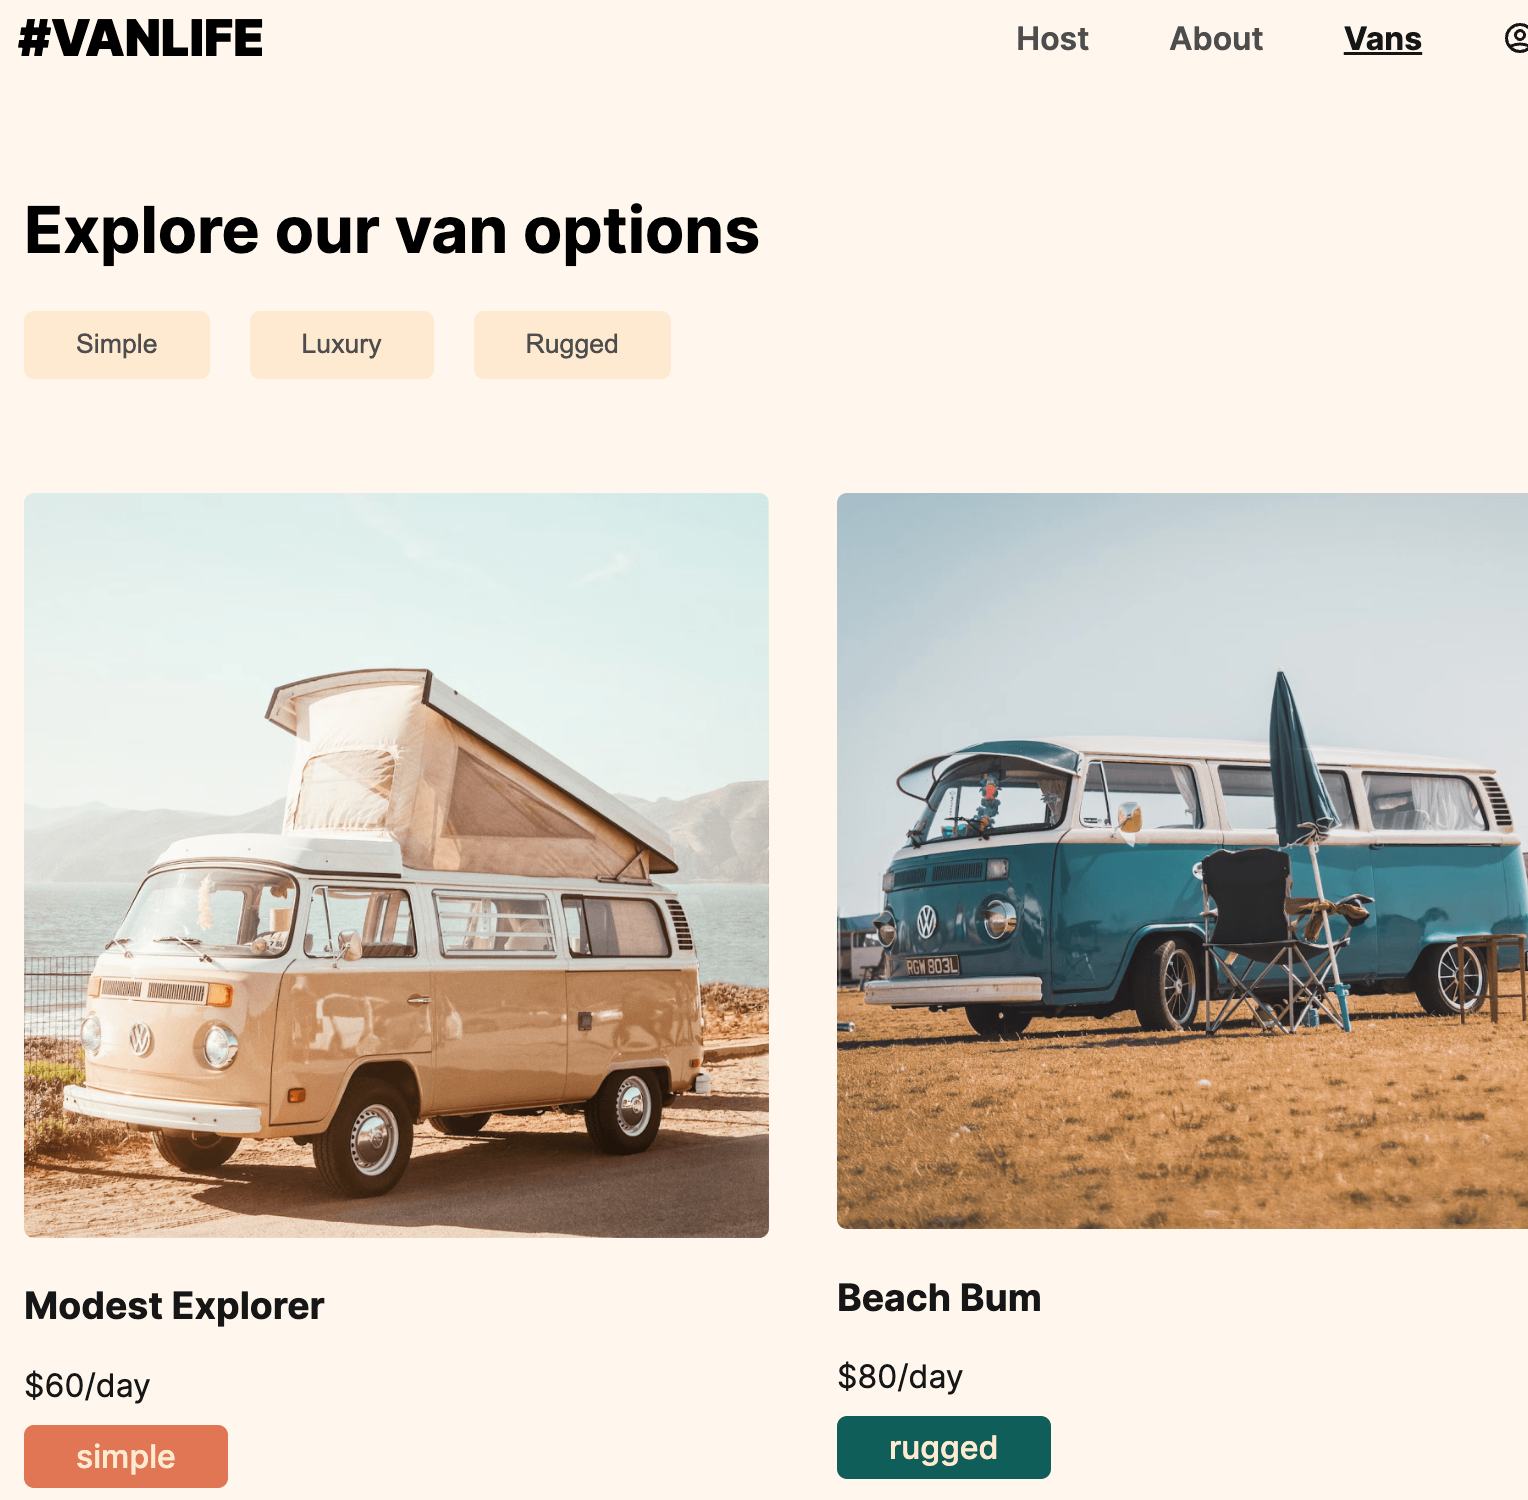 #VANLIFE
Host About Vans
Explore our van options
Simple Luxury Rugged
RGW 803L
Modest Explorer
$60/day
simple
Beach Bum
$80/day
rugged